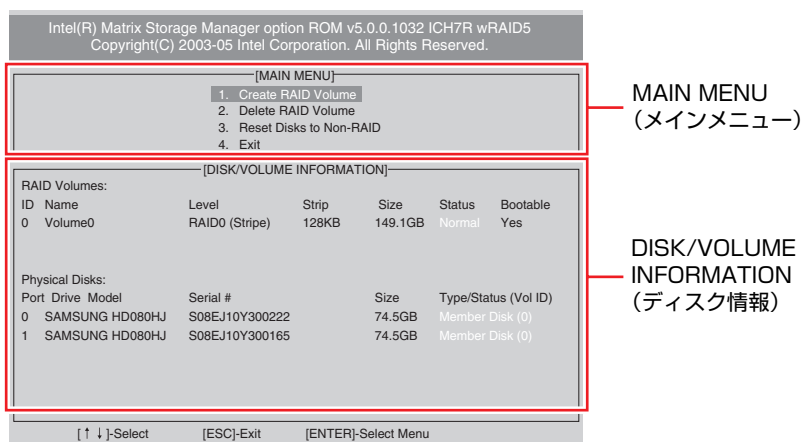 Intel(R) Matrix Storage Manager option ROM v5.0.0.1032 ICH7R wRAID5
Copyright(C) 2003-05 Intel Corporation. All Rights Reserved.
[MAIN MENU]
1. Create RAID Volume
2. Delete RAID Volume
3. Reset Disks to Non-RAID
4. Exit
MAIN MENU
（メインメニュー）
[DISK/VOLUME INFORMATION]
RAID Volumes:
ID Name Level Strip Size Status Bootable
0 Volume0 RAID0 (Stripe) 128KB 149.1GB Normal Yes
Physical Disks:
Port Drive Model Serial # Size Type/Status (Vol ID)
0 SAMSUNG HD080HJ S08EJ10Y300222 74.5GB Member Disk (0)
1 SAMSUNG HD080HJ S08EJ10Y300165 74.5GB Member Disk (0)
DISK/VOLUME
INFORMATION
（ディスク情報）
[↑↓]-Select [ESC]-Exit [ENTER]-Select Menu